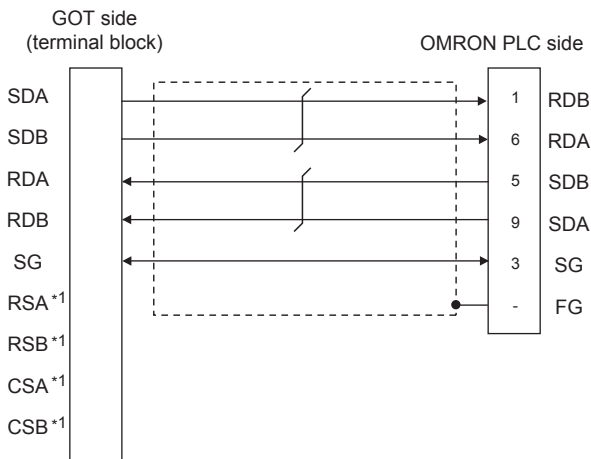 GOT side
(terminal block)
OMRON PLC side
SDA
1
RDB
SDB
6
RDA
RDA
5
SDB
RDB
9
SDA
SG
3
SG
RSA*1
-
FG
RSB*1
CSA*1
CSB*1